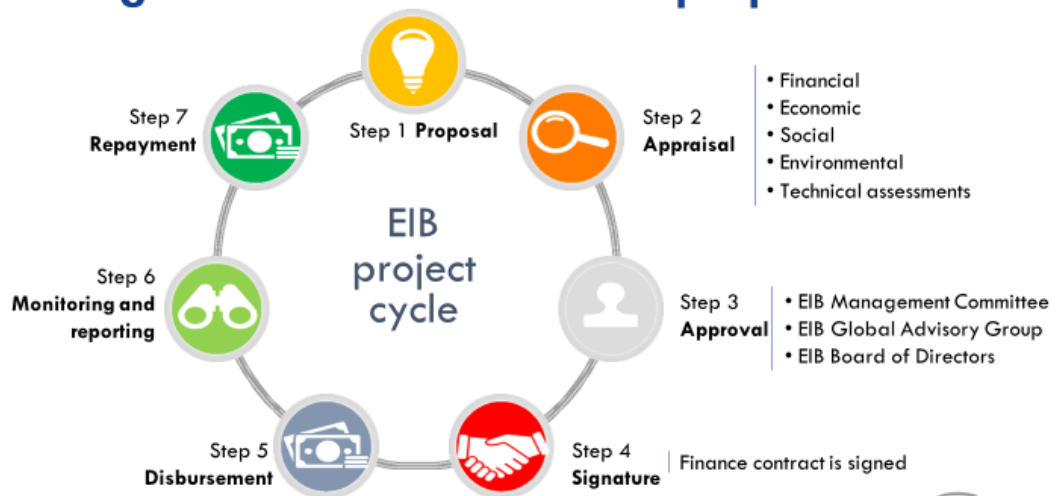 Step 1 Proposal
Step 2
Appraisal
• Financial
• Economic
• Social
• Environmental
• Technical assessments
Step 3
Approval
• EIB Management Committee
• EIB Global Advisory Group
• EIB Board of Directors
Step 4
Signature
Finance contract is signed
Step 5
Disbursement
Step 6
Monitoring and
reporting
Step 7
Repayment
EIB
project
cycle